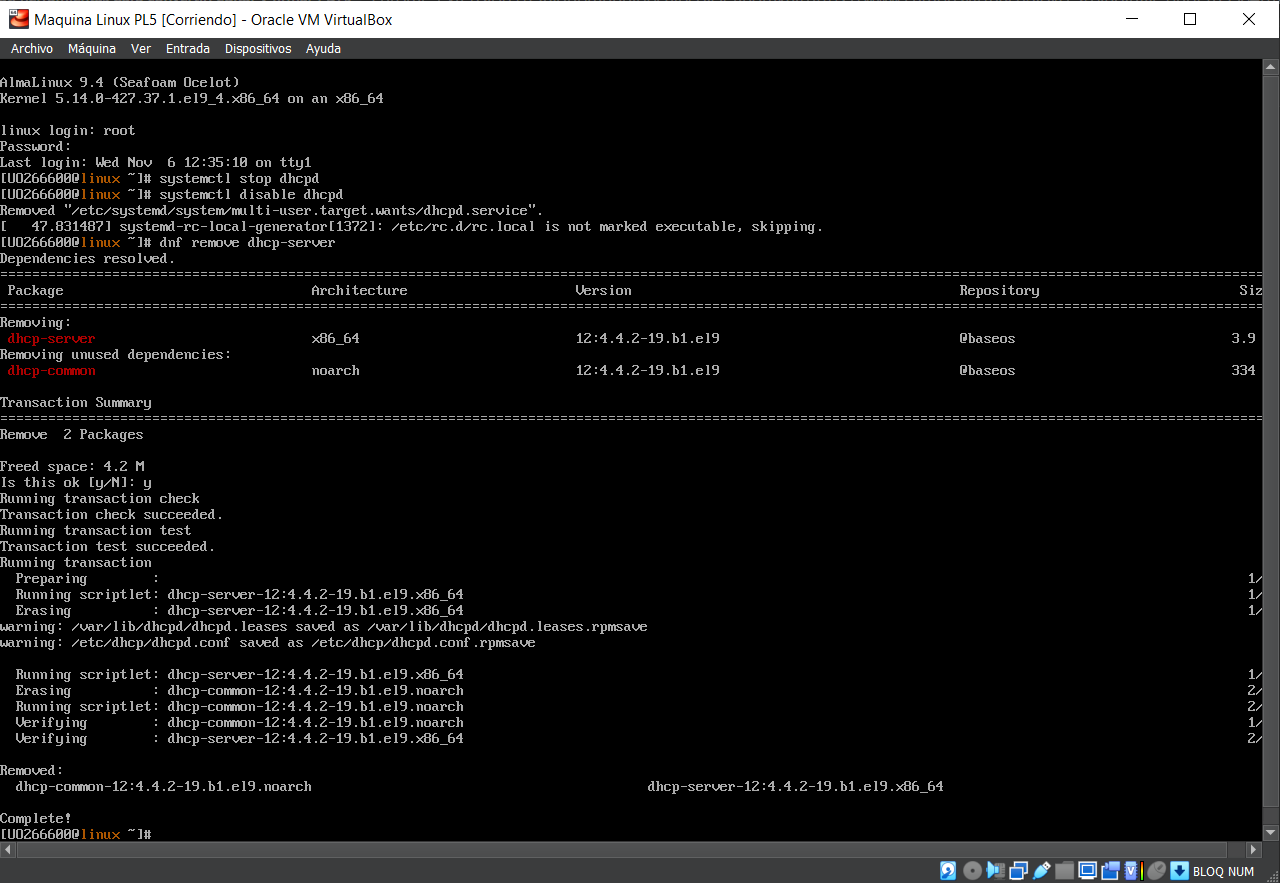 Maquina Linux PL5 [Corriendo] - Oracle VM VirtualBox
Archivo Máquina Ver Entrada Dispositivos Ayuda
AlmaLinux 9.4 (Seafoam Ocelot)
Kernel 5.14.0-427.37.1.el9_4.x86_64 on an x86_64
linux login: root
Password:
Last login: Wed Nov  6 12:35:10 on tty1
[UO266600@linux ~]# systemctl stop dhcpd
[UO266600@linux ~]# systemctl disable dhcpd
Removed "/etc/systemd/system/multi-user.target.wants/dhcpd.service".
[   47.831487] systemd-rc-local-generator[1372]: /etc/rc.d/rc.local is not marked executable, skipping.
[UO266600@linux ~]# dnf remove dhcp-server
Dependencies resolved.
================================================================================
Package Architecture Version Repository Siz
================================================================================
Removing:
dhcp-server x86_64 12:4.4.2-19.b1.el9 @baseos 3.9
Removing unused dependencies:
dhcp-common noarch 12:4.4.2-19.b1.el9 @baseos 334
Transaction Summary
================================================================================
Remove  2 Packages
Freed space: 4.2 M
Is this ok [y/N]: y
Running transaction check
Transaction check succeeded.
Running transaction test
Transaction test succeeded.
Running transaction
Preparing : 1/
Running scriptlet: dhcp-server-12:4.4.2-19.b1.el9.x86_64 1/
Erasing : dhcp-server-12:4.4.2-19.b1.el9.x86_64 1/
warning: /var/lib/dhcpd/dhcpd.leases saved as /var/lib/dhcpd/dhcpd.leases.rpmsave
warning: /etc/dhcp/dhcpd.conf saved as /etc/dhcp/dhcpd.conf.rpmsave
Running scriptlet: dhcp-server-12:4.4.2-19.b1.el9.x86_64 1/
Erasing : dhcp-common-12:4.4.2-19.b1.el9.noarch 2/
Running scriptlet: dhcp-common-12:4.4.2-19.b1.el9.noarch 2/
Verifying : dhcp-common-12:4.4.2-19.b1.el9.noarch 1/
Verifying : dhcp-server-12:4.4.2-19.b1.el9.x86_64 2/
Removed:
dhcp-common-12:4.4.2-19.b1.el9.noarch dhcp-server-12:4.4.2-19.b1.el9.x86_64
Complete!
[UO266600@linux ~]#
BLOQ NUM